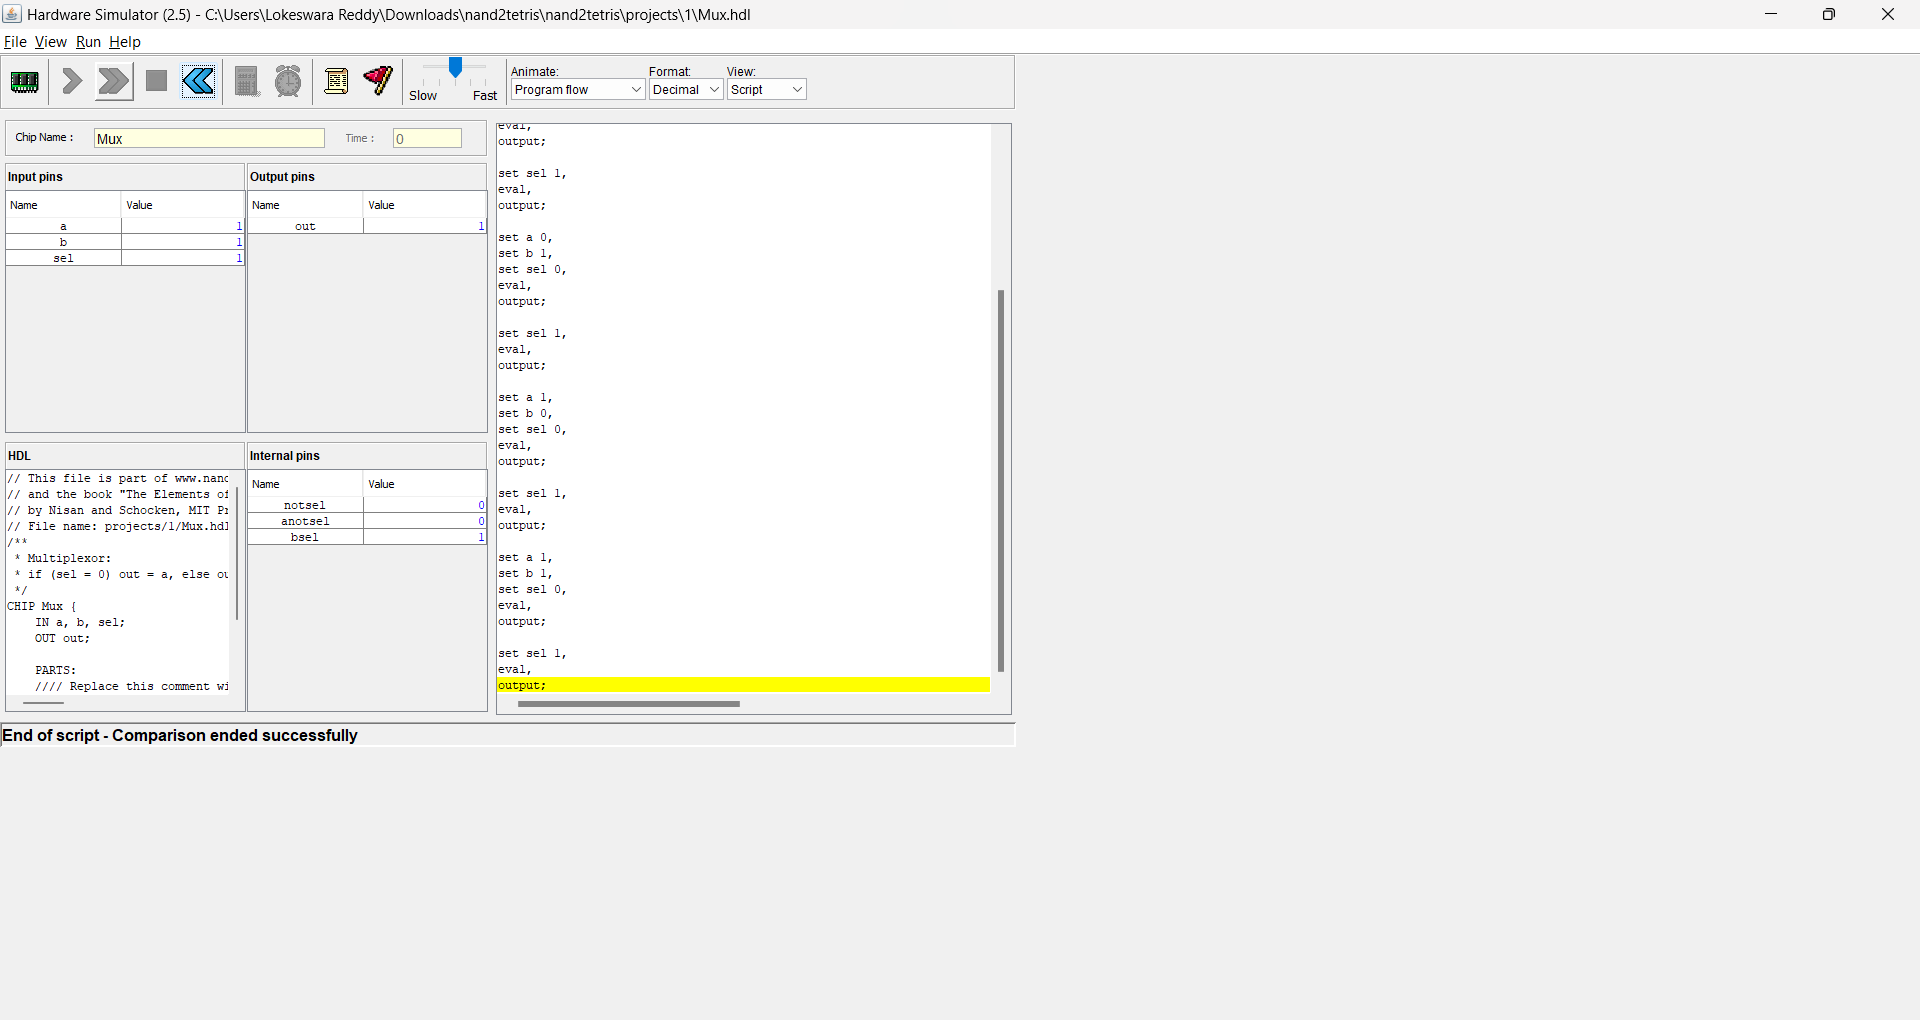 Hardware Simulator (2.5) - C:\Users\Lokeswara Reddy\Downloads\nand2tetris\nand2tetris\projects\1\Mux.hdl
File View Run Help
Slow Fast
Animate: Format: View:
Program flow Decimal Script
Chip Name : Mux Time : 0
Input pins
Name Value
a 1
b 1
sel 1
Output pins
Name Value
out 1
HDL
// This file is part of www.nanc
// and the book "The Elements of
// by Nisan and Schocken, MIT Pr
// File name: projects/1/Mux.hdl
/**
* Multiplexor:
* if (sel = 0) out = a, else ou
*/
CHIP Mux {
IN a, b, sel;
OUT out;
PARTS:
//// Replace this comment wi
Internal pins
Name Value
notsel 0
anotsel 0
bsel 1
eval,
output;
set sel 1,
eval,
output;
set a 0,
set b 1,
set sel 0,
eval,
output;
set sel 1,
eval,
output;
set a 1,
set b 0,
set sel 0,
eval,
output;
set sel 1,
eval,
output;
set a 1,
set b 1,
set sel 0,
eval,
output;
set sel 1,
eval,
output;
End of script - Comparison ended successfully